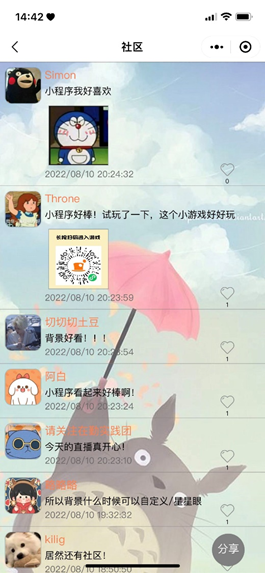 14:42
社区
Simon
小程序我好喜欢
2022/08/10 20:24:32
0
Throne
小程序好棒！试玩了一下，这个小游戏好好玩
长按扫码进入游戏
2022/08/10 20:23:59
1
切切切土豆
背景好看！！！
2022/08/10 20:23:54
1
阿白
小程序看起来好棒啊!
2022/08/10 20:23:24
1
今天的直播真开心!
2022/08/10 20:23:10
1
所以背景什么时候可以自定义/星星眼
2022/08/10 19:32:32
1
kilig
居然还有社区!
2022/08/10 18:50:50
分享